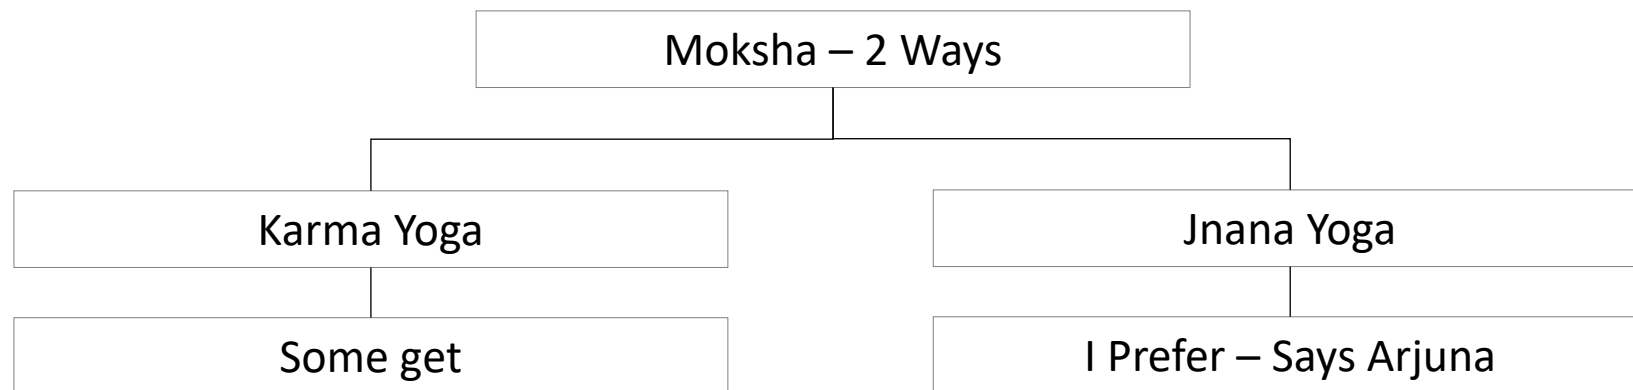 Moksha – 2 Ways
Karma Yoga
Jnana Yoga
Some get
I Prefer – Says Arjuna